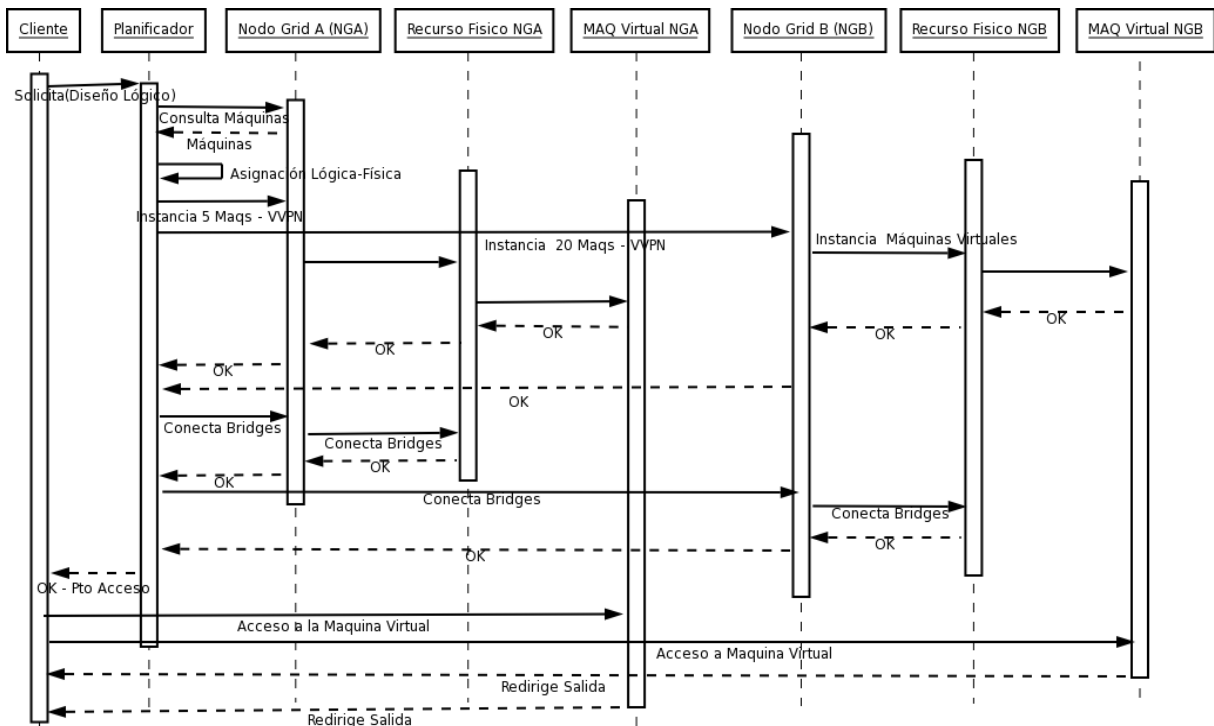 Cliente
Planificador
Nodo Grid A (NGA)
Recurso Fisico NGA
MAQ Virtual NGA
Nodo Grid B (NGB)
Recurso Fisico NGB
MAQ Virtual NGB
Solicita(Diseño Lógico)
Consulta Máquinas
Máquinas
Asignación Lógica-Física
Instancia 5 Maqs - VVPN
Instancia 20 Maqs - VVPN
Instancia Máquinas Virtuales
OK
OK
OK
OK
OK
OK
Conecta Bridges
Conecta Bridges
OK
OK
Conecta Bridges
Conecta Bridges
OK
OK
OK - Pto Acceso
Acceso a la Maquina Virtual
Acceso a Maquina Virtual
Redirige Salida
Redirige Salida